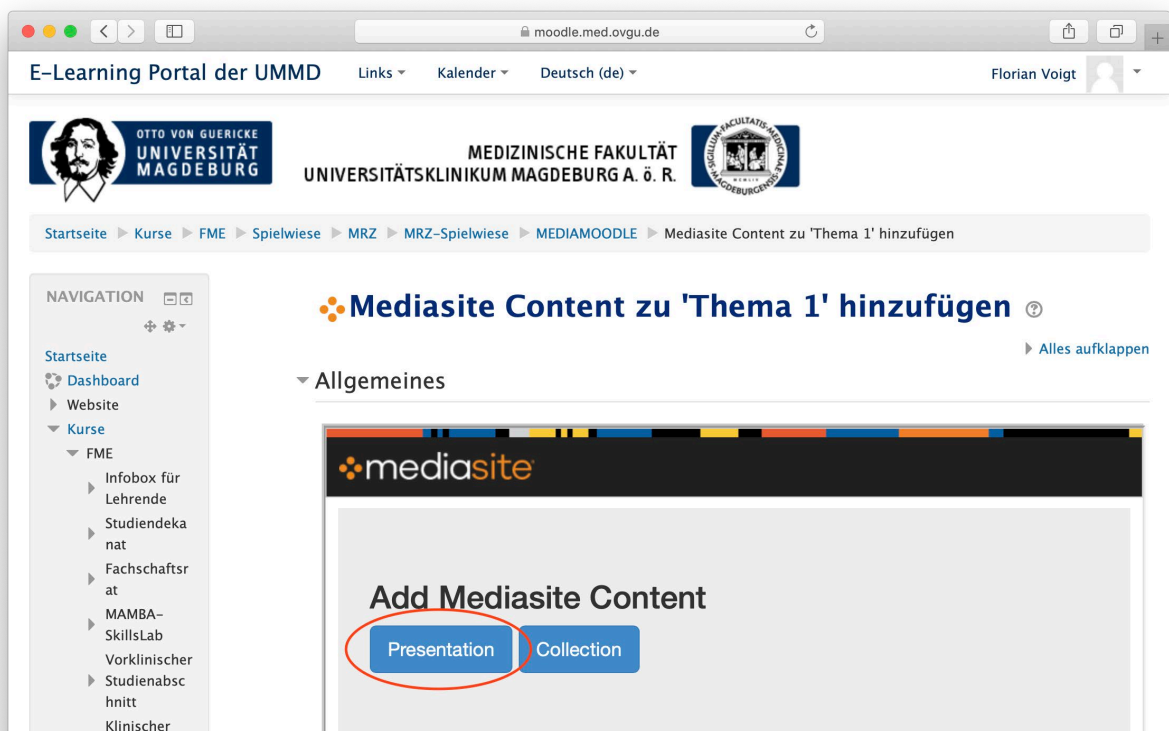 moodle.med.ovgu.de
E-Learning Portal der UMMD
Links
Kalender
Deutsch (de)
Florian Voigt
OTTO VON GUERICKE
UNIVERSITÄT
MAGDEBURG
MEDIZINISCHE FAKULTÄT
UNIVERSITÄTSKLINIKUM MAGDEBURG A. ö. R.
Startseite Kurse FME Spielwiese MRZ MRZ-Spielwiese MEDIAMOODLE Mediasite Content zu 'Thema 1' hinzufügen
NAVIGATION
Startseite
Dashboard
Website
Kurse
FME
Infobox für
Lehrende
Studiendeka
nat
Fachschaftsr
at
MAMBA-
SkillsLab
Vorklinischer
Studienabsc
hnitt
Klinischer
Mediasite Content zu 'Thema 1' hinzufügen
Alles aufklappen
Allgemeines
mediasite
Add Mediasite Content
Presentation
Collection